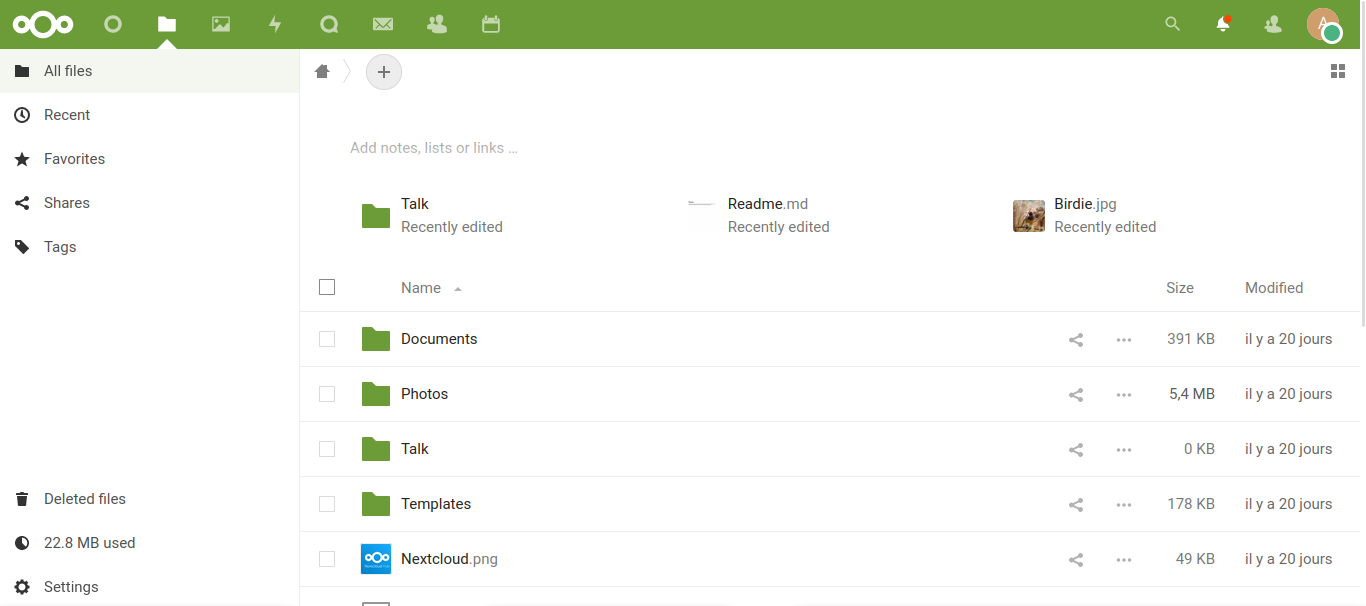 A
All files
Recent
Favorites
Shares
Tags
Deleted files
22.8 MB used
Settings
Add notes, lists or links …
Talk
Recently edited
Readme.md
Recently edited
Birdie.jpg
Recently edited
Name Size Modified
Documents 391 KB il y a 20 jours
Photos 5,4 MB il y a 20 jours
Talk 0 KB il y a 20 jours
Templates 178 KB il y a 20 jours
Nextcloud.png 49 KB il y a 20 jours